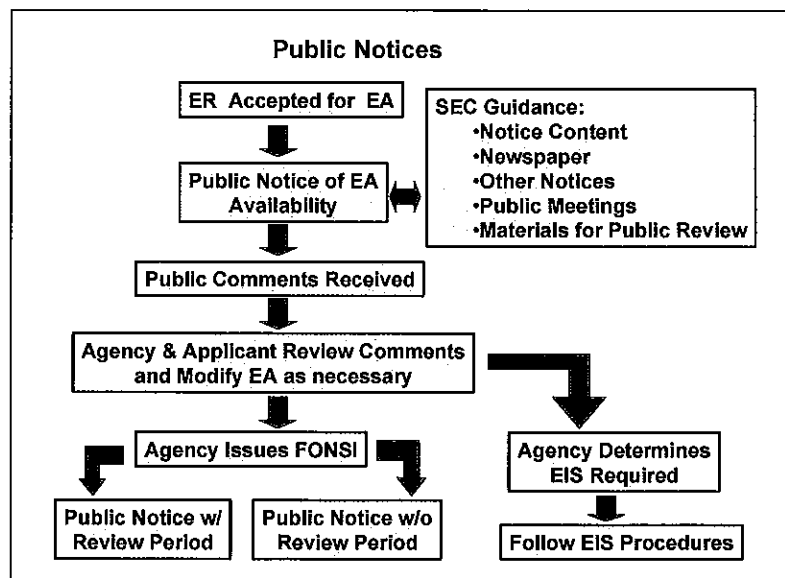 Public Notices
ER Accepted for EA
SEC Guidance:
•Notice Content
•Newspaper
•Other Notices
•Public Meetings
•Materials for Public Review
Public Notice of EA
Availability
Public Comments Received
Agency & Applicant Review Comments
and Modify EA as necessary
Agency Issues FONSI
Agency Determines
EIS Required
Public Notice w/
Review Period
Public Notice w/o
Review Period
Follow EIS Procedures